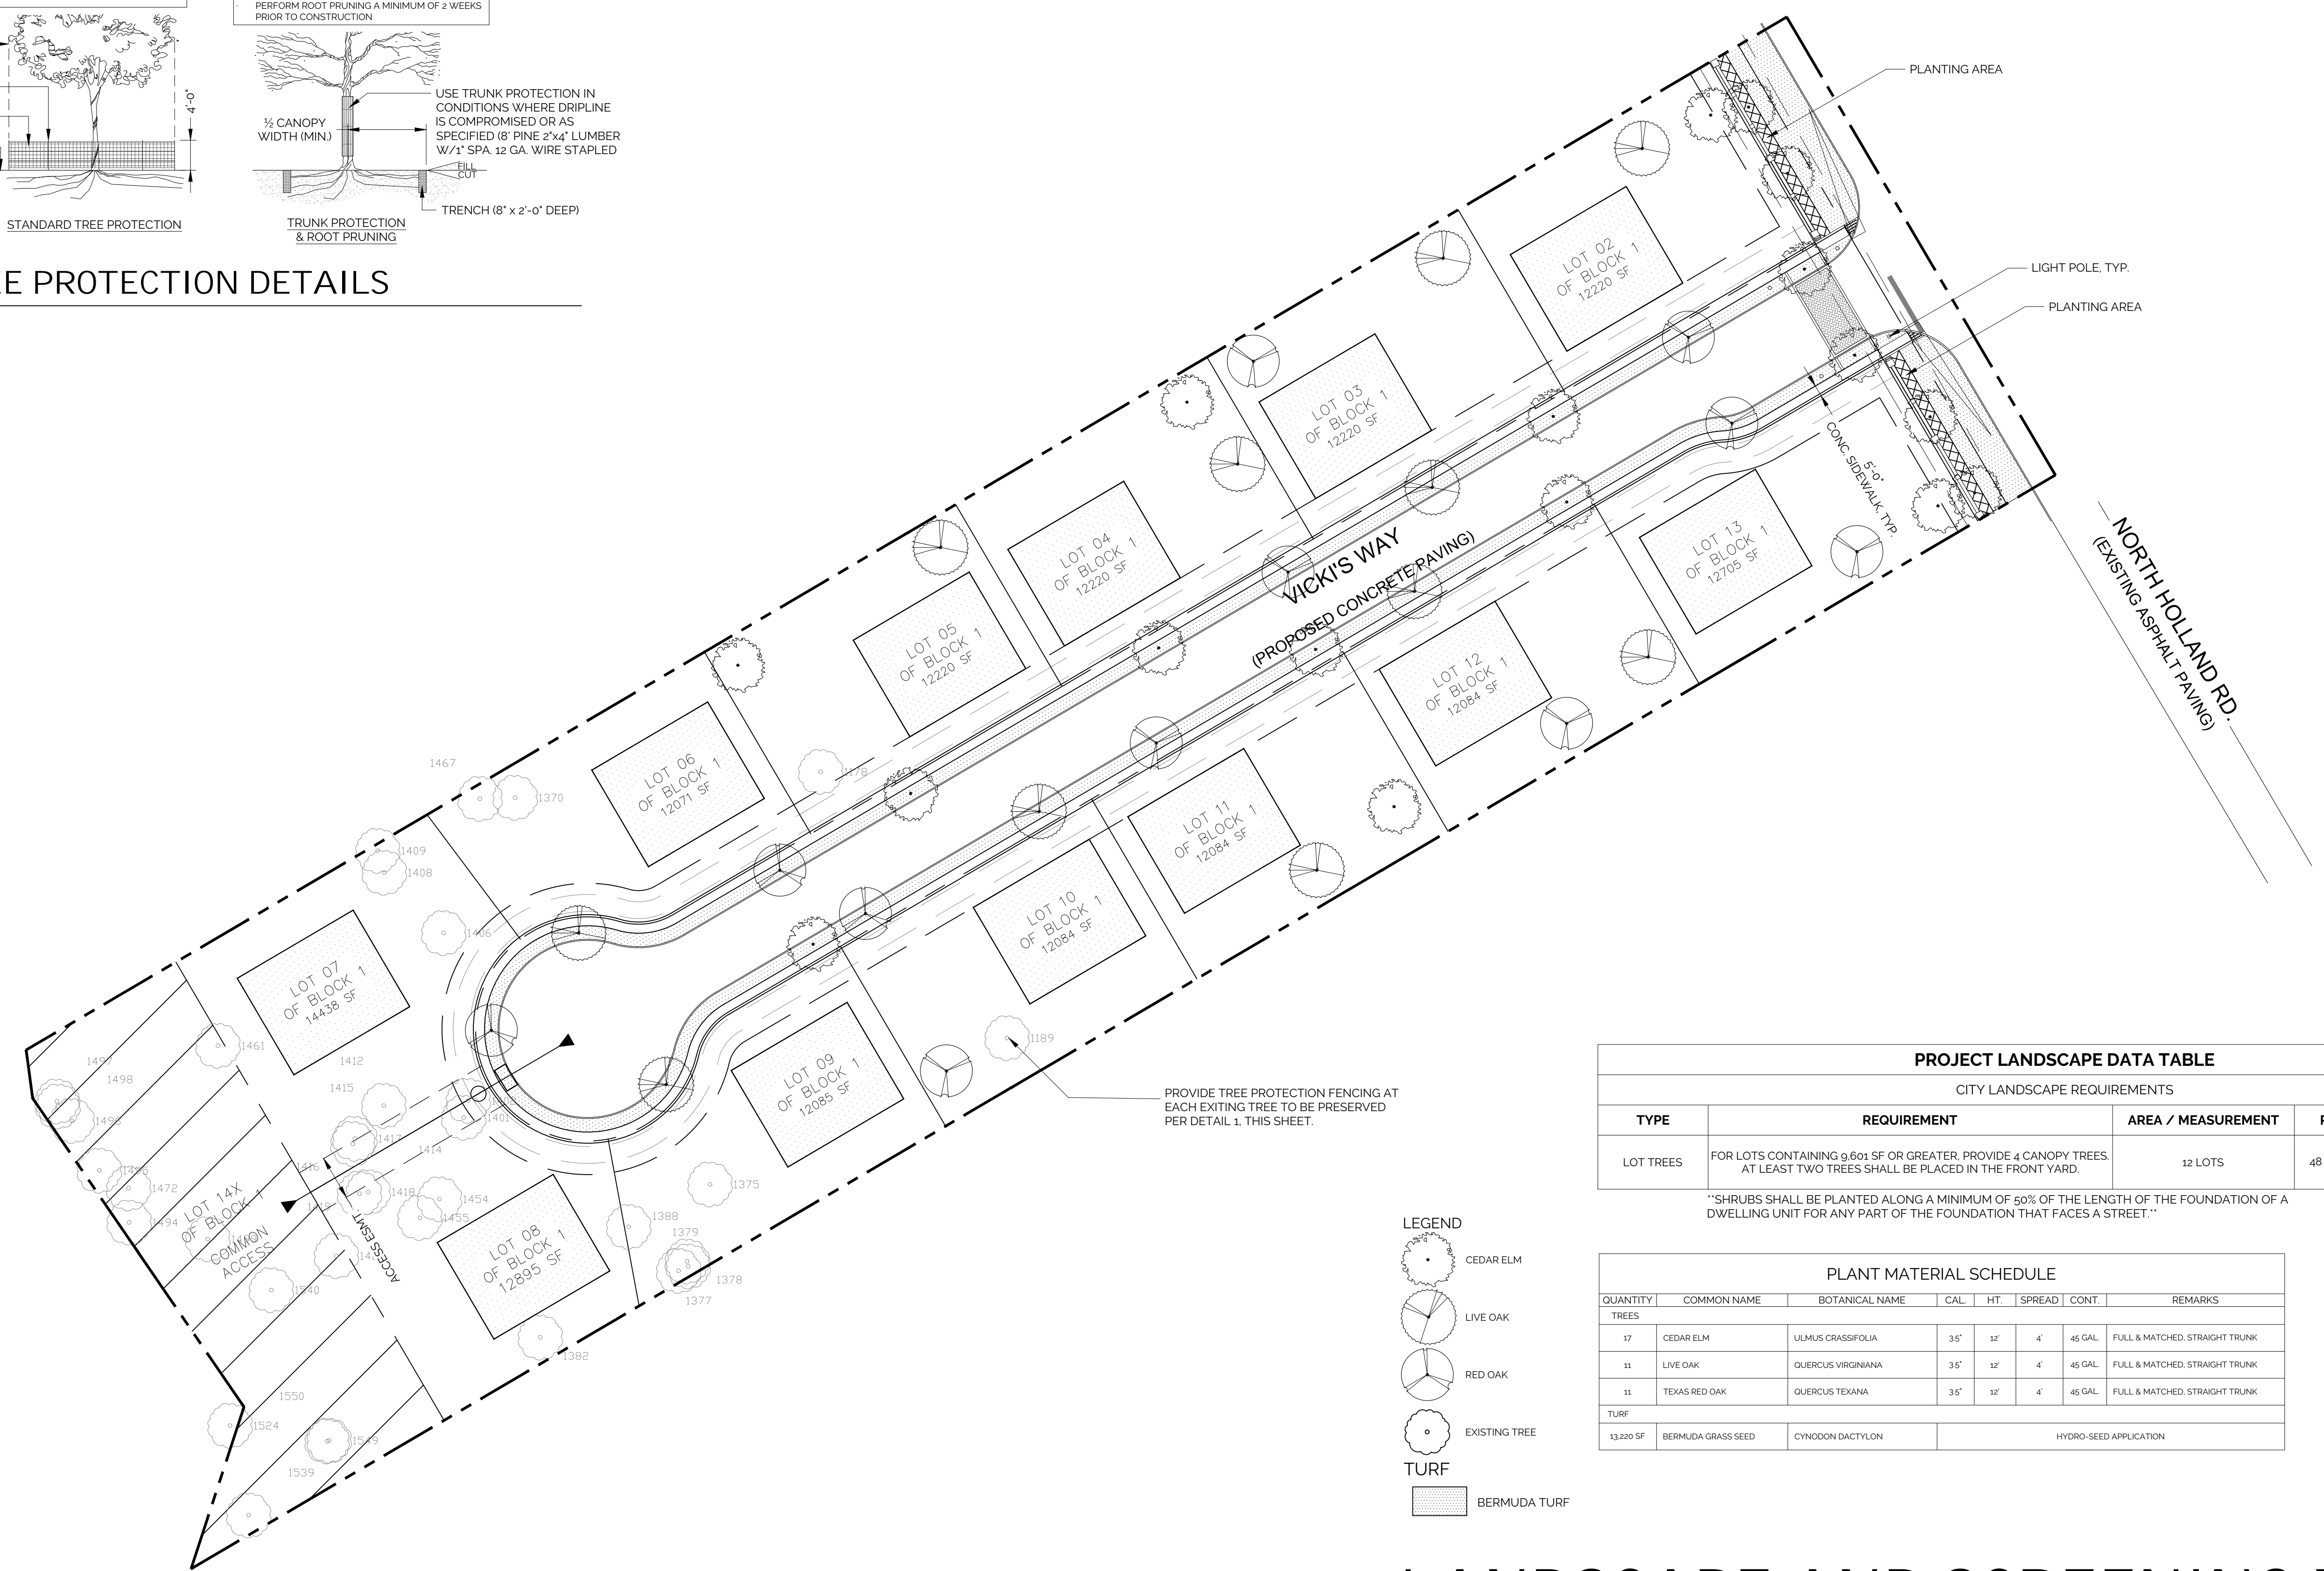 PERFORM ROOT PRUNING A MINIMUM OF 2 WEEKS
PRIOR TO CONSTRUCTION
4'-0"
STANDARD TREE PROTECTION
½ CANOPY
WIDTH (MIN.)
USE TRUNK PROTECTION IN
CONDITIONS WHERE DRIPLINE
IS COMPROMISED OR AS
SPECIFIED (8' PINE 2"x4" LUMBER
W/1" SPA. 12 GA. WIRE STAPLED
FILL
CUT
TRENCH (8" x 2'-0" DEEP)
TRUNK PROTECTION
& ROOT PRUNING
EE PROTECTION DETAILS
PLANTING AREA
LIGHT POLE, TYP.
PLANTING AREA
LOT 02
OF BLOCK 1
12220 SF
LOT 03
OF BLOCK 1
12220 SF
LOT 04
OF BLOCK 1
12220 SF
LOT 05
OF BLOCK 1
12220 SF
LOT 06
OF BLOCK 1
12071 SF
LOT 07
OF BLOCK 1
14438 SF
LOT 08
OF BLOCK 1
12895 SF
LOT 09
OF BLOCK 1
12085 SF
LOT 10
OF BLOCK 1
12084 SF
LOT 11
OF BLOCK 1
12084 SF
LOT 12
OF BLOCK 1
12084 SF
LOT 13
OF BLOCK 1
12705 SF
LOT 14X
OF BLOCK 1
COMMON
ACCESS
ACCESS ESMT.
VICKI'S WAY
(PROPOSED CONCRETE PAVING)
5'-0"
CONC. SIDEWALK, TYP.
NORTH HOLLAND RD.
(EXISTING ASPHALT PAVING)
1467
1370
1178
1409
1408
1406
1461
1412
1415
1497
1498
1496
1401
1417
1414
1416
1495
1472
1418
1419
1454
1455
1494
1375
1388
1379
1378
1377
1540
1382
1550
1524
1549
1539
1189
PROVIDE TREE PROTECTION FENCING AT
EACH EXITING TREE TO BE PRESERVED
PER DETAIL 1, THIS SHEET.
PROJECT LANDSCAPE DATA TABLE
CITY LANDSCAPE REQUIREMENTS
TYPE REQUIREMENT AREA / MEASUREMENT
LOT TREES FOR LOTS CONTAINING 9,601 SF OR GREATER, PROVIDE 4 CANOPY TREES. 12 LOTS 48
AT LEAST TWO TREES SHALL BE PLACED IN THE FRONT YARD.
**SHRUBS SHALL BE PLANTED ALONG A MINIMUM OF 50% OF THE LENGTH OF THE FOUNDATION OF A
DWELLING UNIT FOR ANY PART OF THE FOUNDATION THAT FACES A STREET.**
LEGEND
CEDAR ELM
LIVE OAK
RED OAK
EXISTING TREE
TURF
BERMUDA TURF
PLANT MATERIAL SCHEDULE
QUANTITY COMMON NAME BOTANICAL NAME CAL. HT. SPREAD CONT. REMARKS
TREES
17 CEDAR ELM ULMUS CRASSIFOLIA 3.5" 12' 4' 45 GAL. FULL & MATCHED, STRAIGHT TRUNK
11 LIVE OAK QUERCUS VIRGINIANA 3.5" 12' 4' 45 GAL. FULL & MATCHED, STRAIGHT TRUNK
11 TEXAS RED OAK QUERCUS TEXANA 3.5" 12' 4' 45 GAL. FULL & MATCHED, STRAIGHT TRUNK
TURF
13,220 SF BERMUDA GRASS SEED CYNODON DACTYLON HYDRO-SEED APPLICATION
LANDSCAPE AND SCREENING